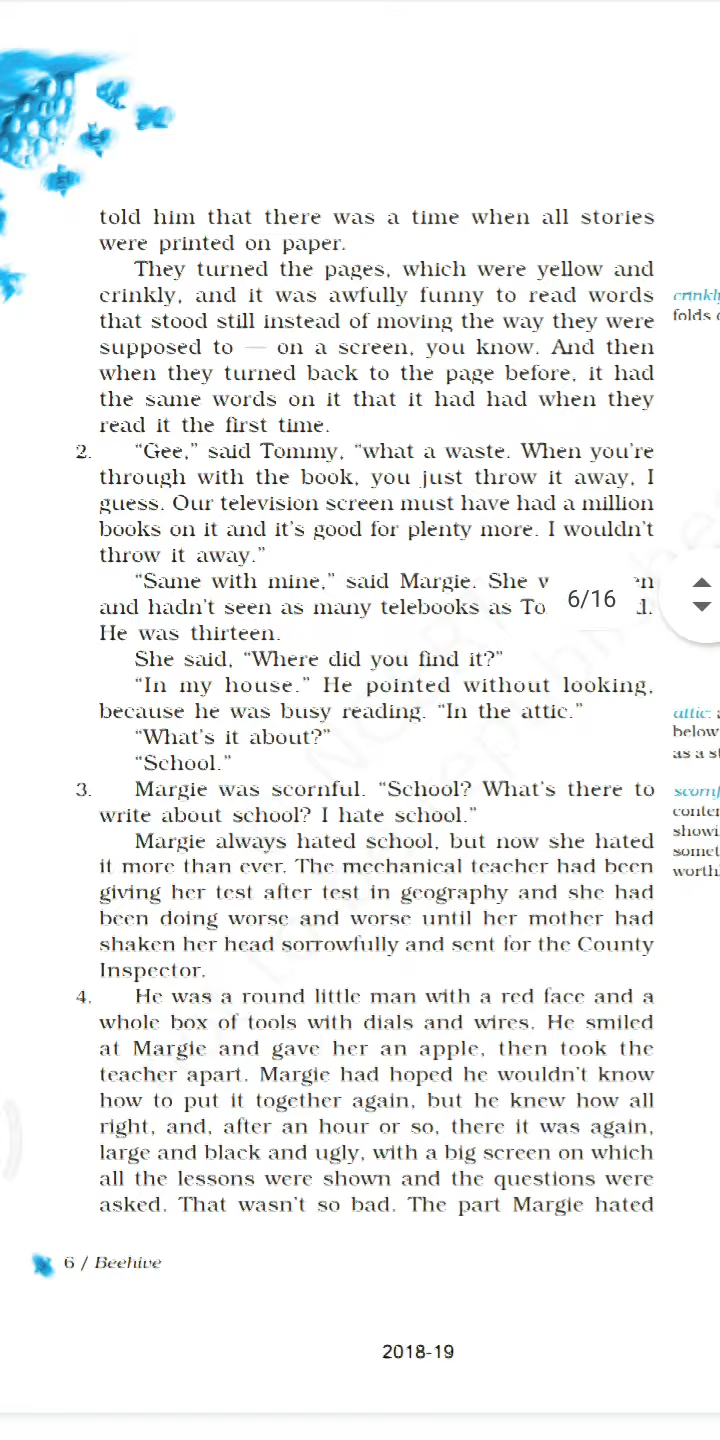 told him that there was a time when all stories
were printed on paper.
They turned the pages, which were yellow and
crinkly, and it was awfully funny to read words
that stood still instead of moving the way they were
supposed to — on a screen, you know. And then
when they turned back to the page before, it had
the same words on it that it had had when they
read it the first time.
2. “Gee,” said Tommy, “what a waste. When you're
through with the book, you just throw it away, I
guess. Our television screen must have had a million
books on it and it's good for plenty more. I wouldn't
throw it away.”
“Same with mine,” said Margie. She
and hadn't seen as many telebooks as
He was thirteen.
6/16
She said, “Where did you find it?”
“In my house.” He pointed without looking,
because he was busy reading. “In the attic.”
“What's it about?”
“School.”
3. Margie was scornful. “School? What's there to
write about school? I hate school.”
Margie always hated school, but now she hated
it more than ever. The mechanical teacher had been
giving her test after test in geography and she had
been doing worse and worse until her mother had
shaken her head sorrowfully and sent for the County
Inspector.
4. He was a round little man with a red face and a
whole box of tools with dials and wires. He smiled
at Margie and gave her an apple, then took the
teacher apart. Margie had hoped he wouldn't know
how to put it together again, but he knew how all
right, and, after an hour or so, there it was again,
large and black and ugly, with a big screen on which
all the lessons were shown and the questions were
asked. That wasn't so bad. The part Margie hated
folds
attic:
below
as a
6 / Beehive
2018-19